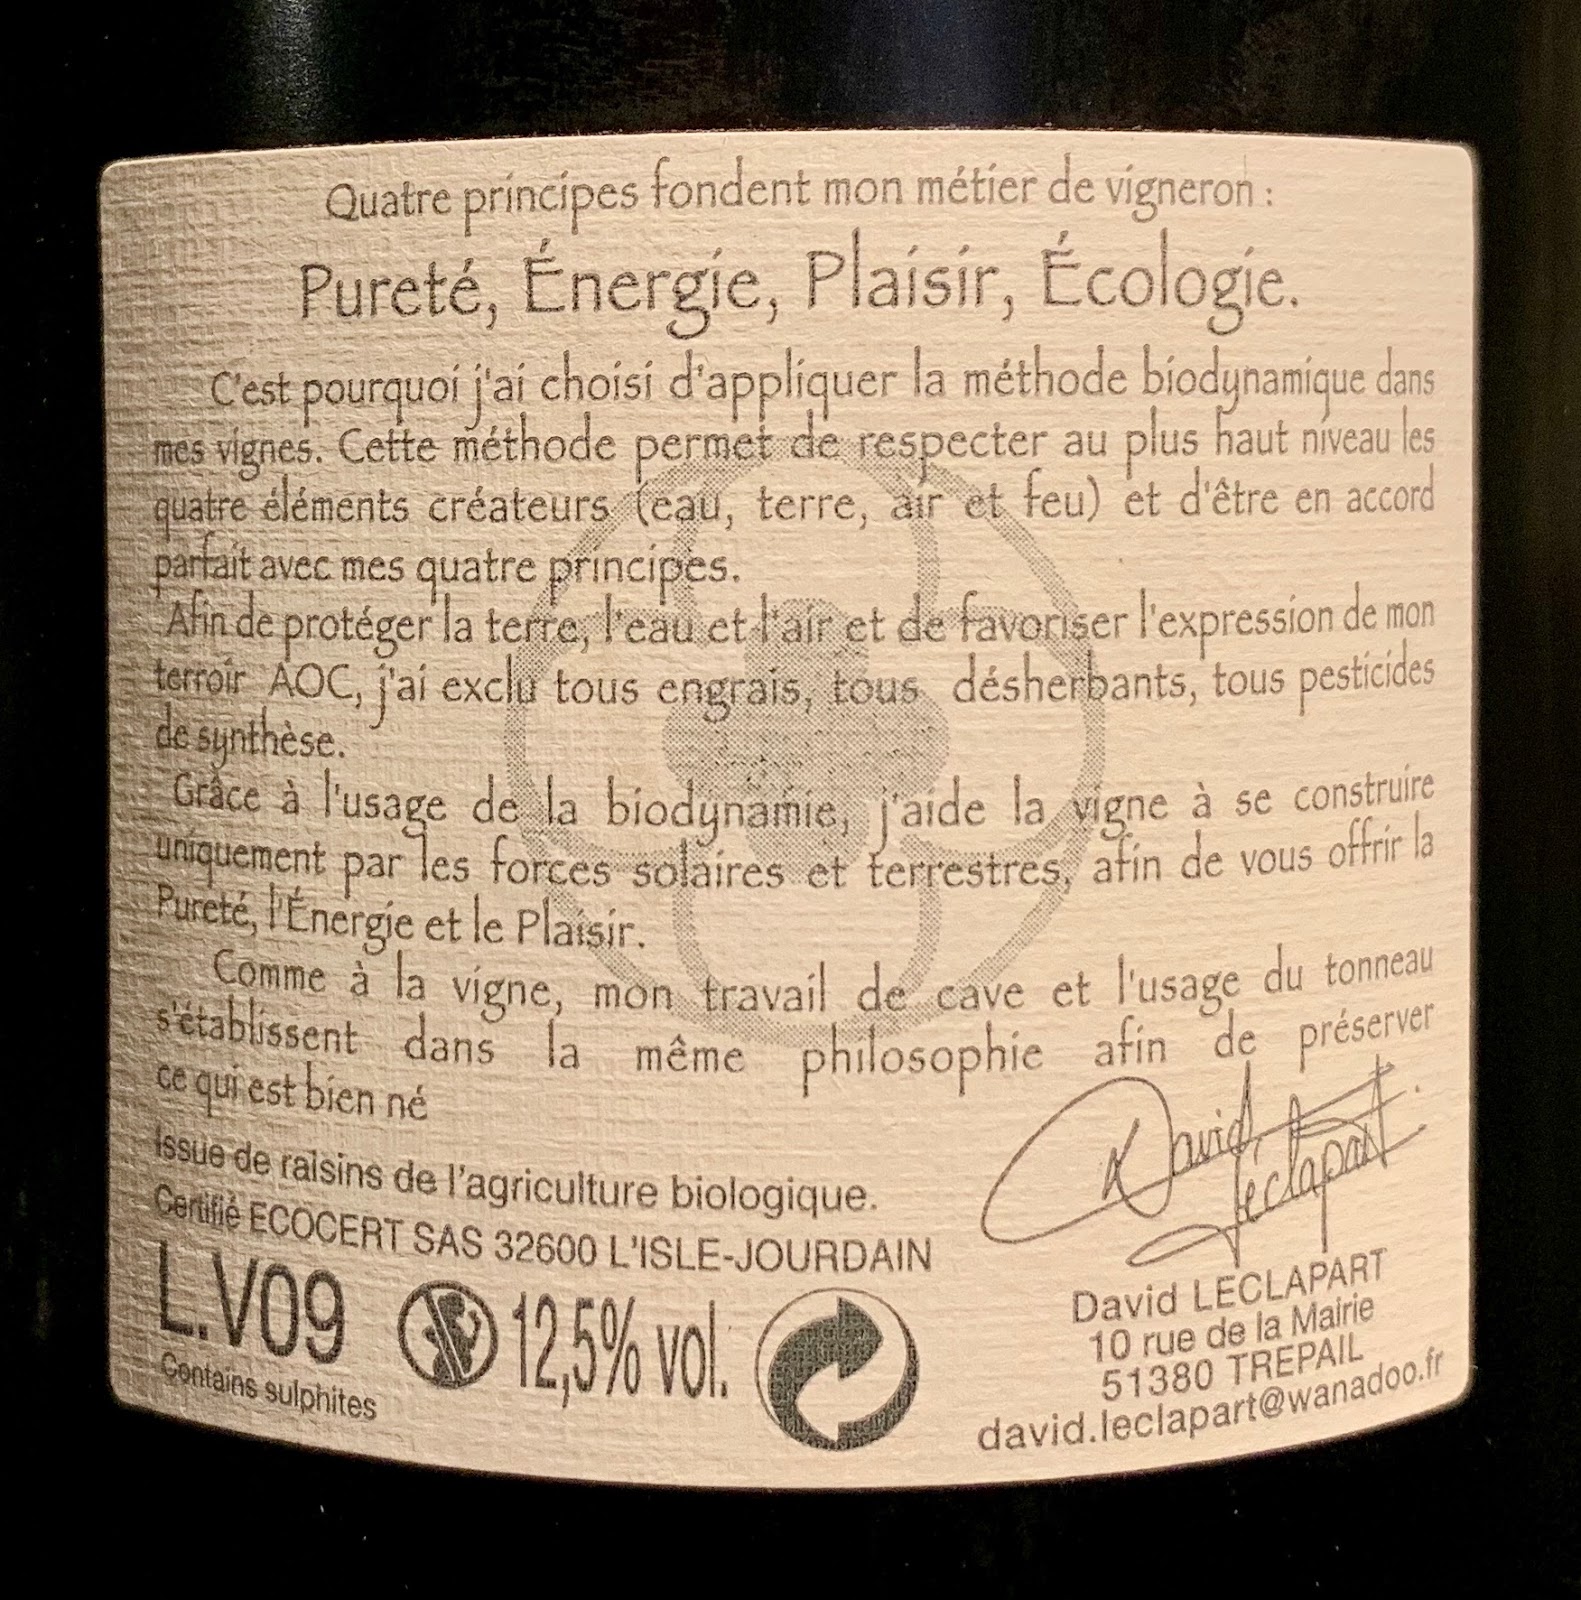 Quatre principes fondent mon métier de vigneron :
Pureté, Énergie, Plaisir, Écologie.
C'est pourquoi j'ai choisi d'appliquer la méthode biodynamique dans
mes vignes. Cette méthode permet de respecter au plus haut niveau les
quatre éléments créateurs (eau, terre, air et feu) et d'être en accord
parfait avec mes quatre principes.
Afin de protéger la terre, l'eau et l'air et de favoriser l'expression de mon
terroir AOC, j'ai exclu tous engrais, tous désherbants, tous pesticides
de synthèse.
Grâce à l'usage de la biodynamie, j'aide la vigne à se construire
uniquement par les forces solaires et terrestres, afin de vous offrir la
Pureté, l'Énergie et le Plaisir.
Comme à la vigne, mon travail de cave et l'usage du tonneau
s'établissent dans la même philosophie afin de préserver
ce qui est bien né
David Leclapart.
Issue de raisins de l'agriculture biologique.
Certifié ECOCERT SAS 32600 L'ISLE-JOURDAIN
L.V09
12,5% vol.
Contains sulphites
David LECLAPART
10 rue de la Mairie
51380 TREPAIL
david.leclapart@wanadoo.fr